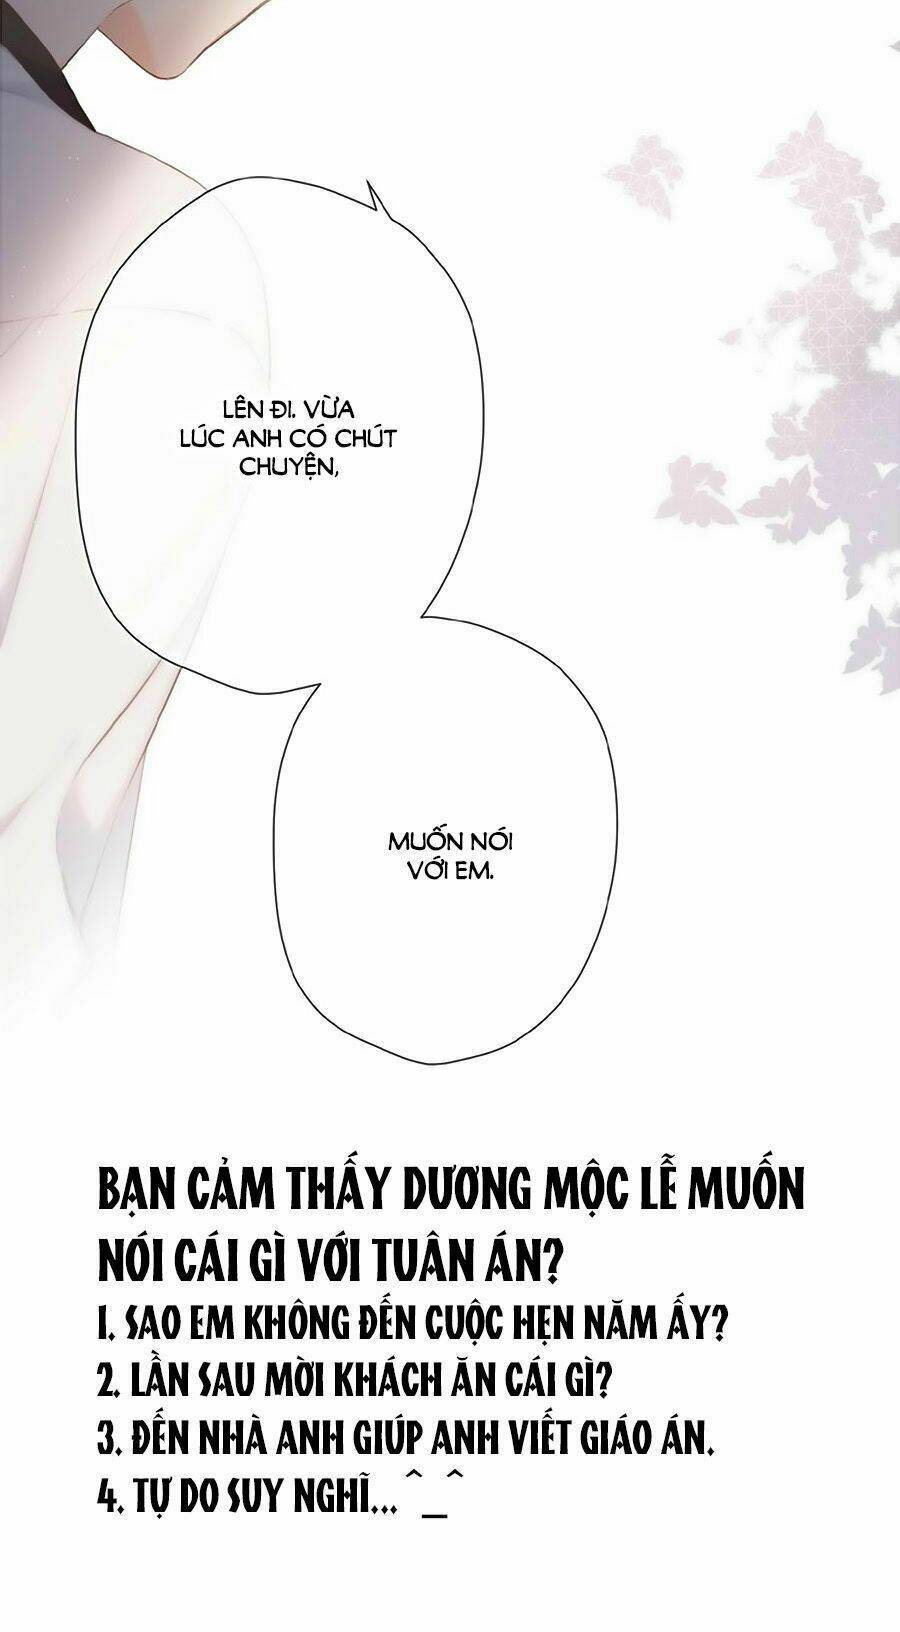 LÊN ĐI. VỪA
LÚC ANH CÓ CHÚT
CHUYỆN,
MUỐN NÓI
VỚI EM.
BẠN CẢM THẤY DƯƠNG MỘC LỄ MUỐN
NÓI CÁI GÌ VỚI TUÂN ÁN?
1. SAO EM KHÔNG ĐẾN CUỘC HẸN NĂM ẤY?
2. LẦN SAU MỜI KHÁCH ĂN CÁI GÌ?
3. ĐẾN NHÀ ANH GIÚP ANH VIẾT GIÁO ÁN.
4. TỰ DO SUY NGHĨ... ^_^